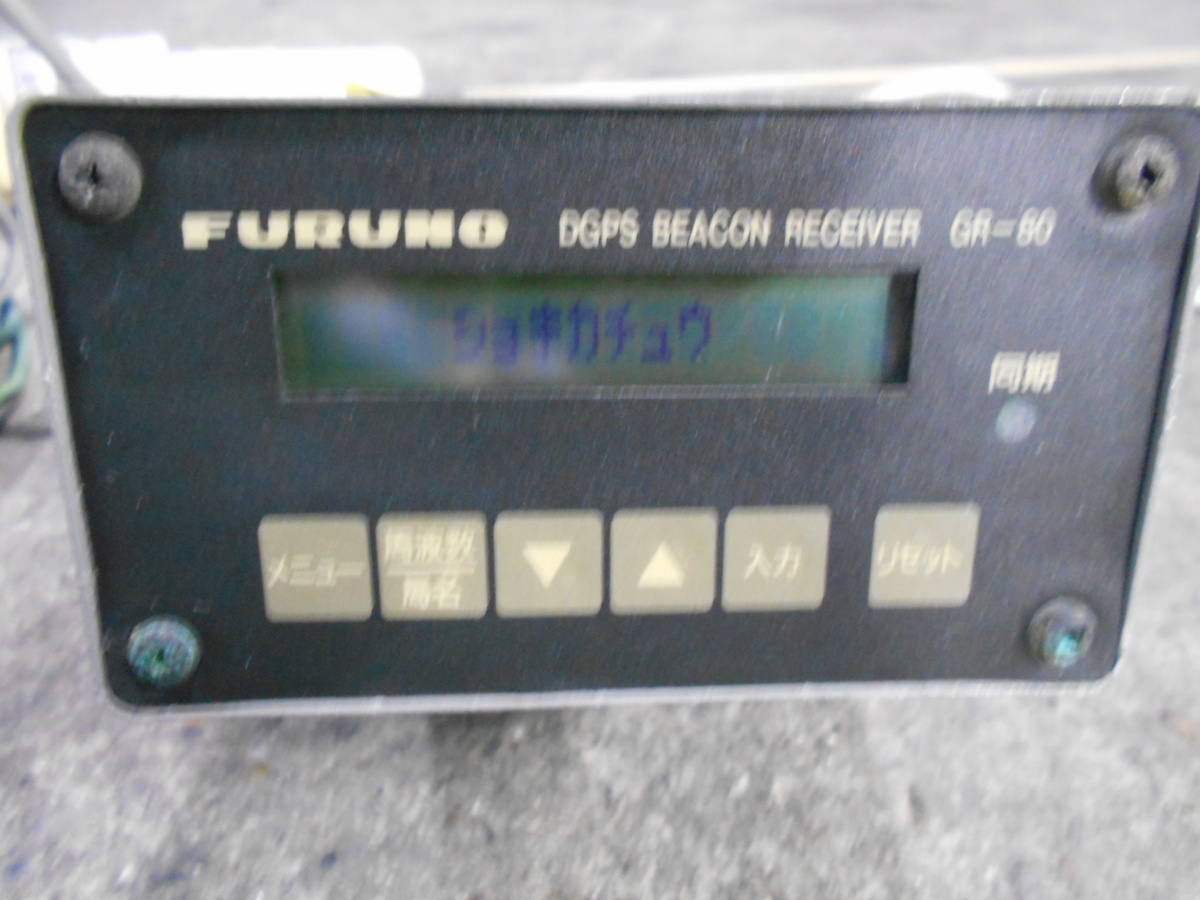 FURUNO DGPS BEACON RECEIVER GR-80
ショキカチュウ
同期
メニュー
周波数
局名
▼
▲
入力
リセット